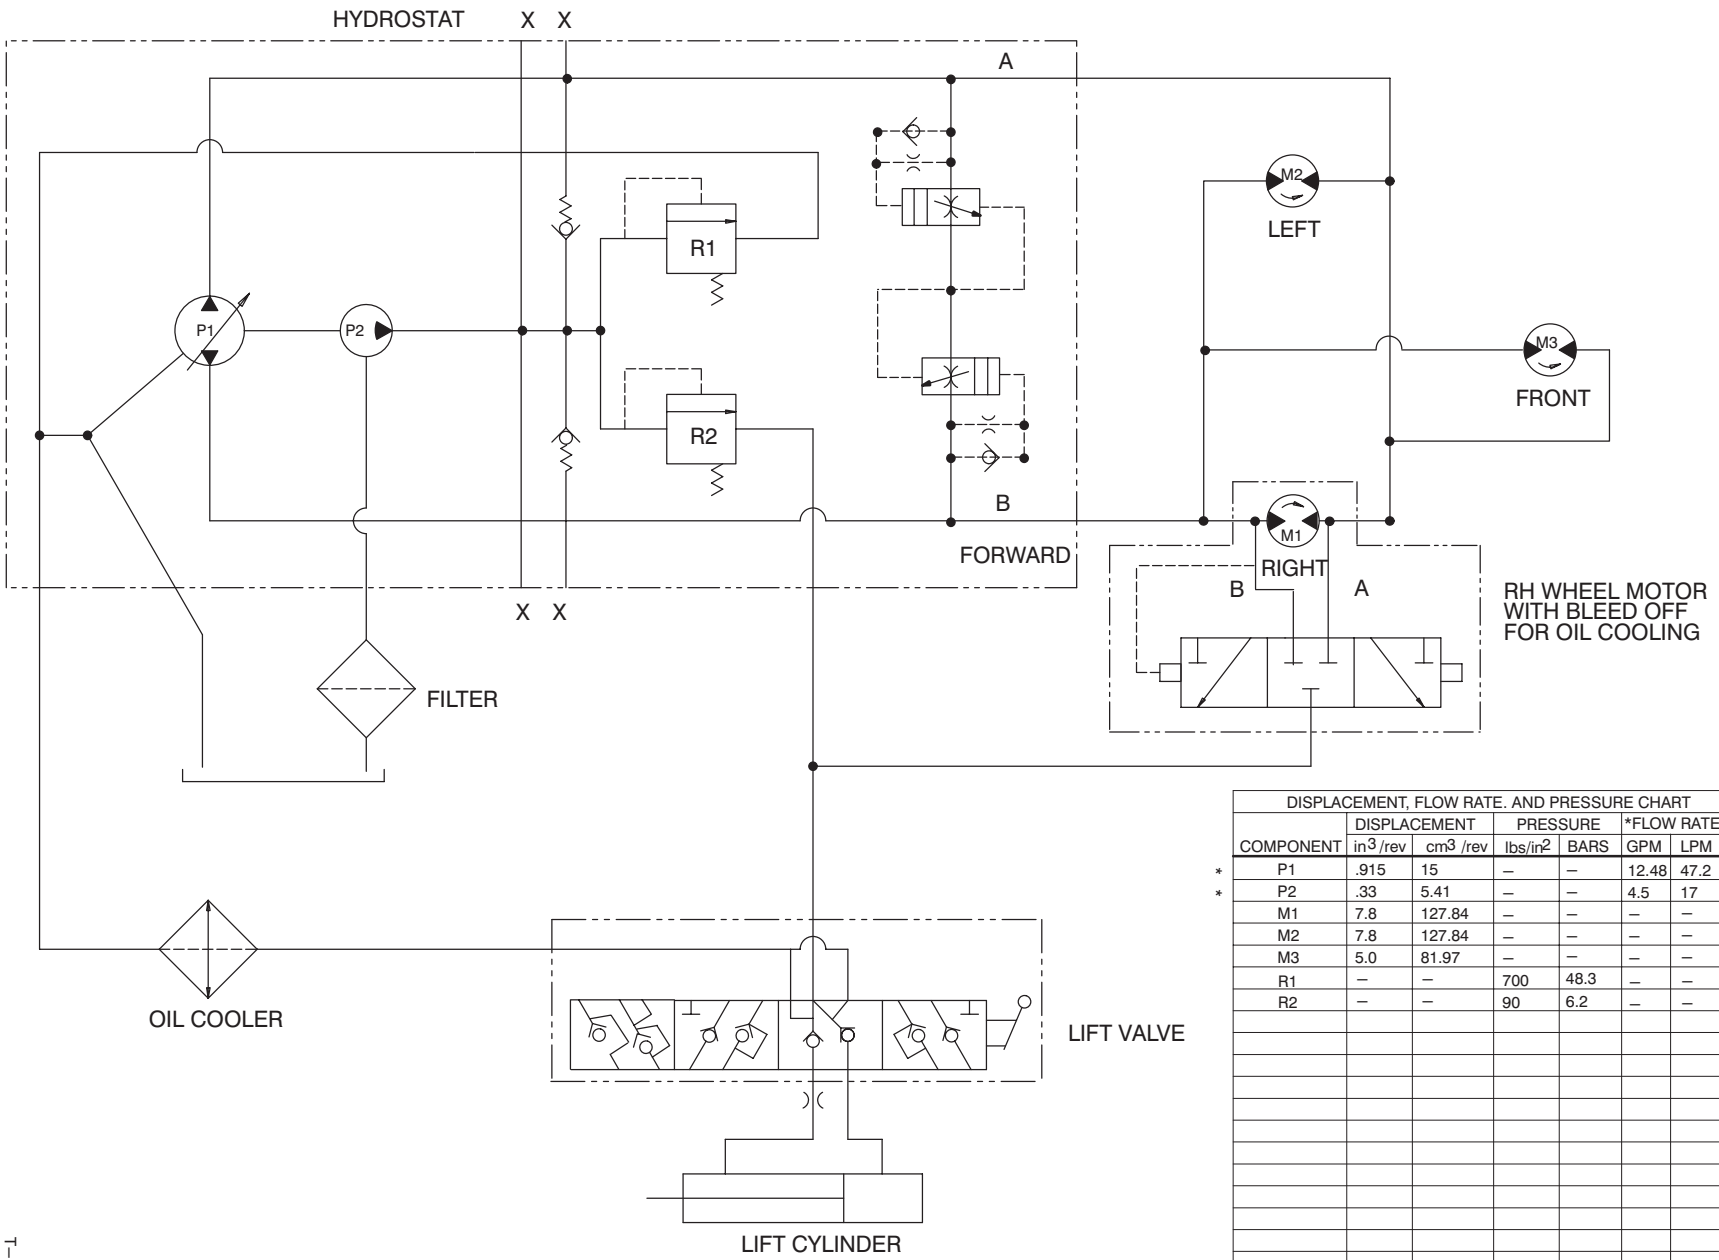 HYDROSTAT
X X
A
M2
LEFT
R1
P1
P2
M3
FRONT
R2
B
FORWARD
M1
RIGHT
B
A
X X
RH WHEEL MOTOR
WITH BLEED OFF
FOR OIL COOLING
FILTER
OIL COOLER
LIFT VALVE
LIFT CYLINDER
DISPLACEMENT, FLOW RATE. AND PRESSURE CHART
DISPLACEMENT PRESSURE *FLOW RATE
COMPONENT in3 /rev cm3 /rev lbs/in2 BARS GPM LPM
* P1 .915 15 – – 12.48 47.2
* P2 .33 5.41 – – 4.5 17
M1 7.8 127.84 – – – –
M2 7.8 127.84 – – – –
M3 5.0 81.97 – – – –
R1 – – 700 48.3 – –
R2 – – 90 6.2 – –
T–